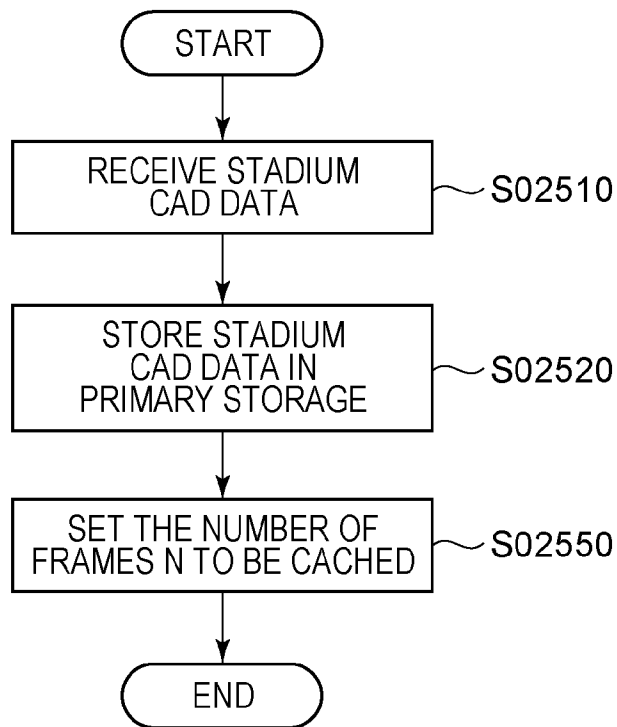 START
RECEIVE STADIUM
CAD DATA
S02510
STORE STADIUM
CAD DATA IN
PRIMARY STORAGE
S02520
SET THE NUMBER OF
FRAMES N TO BE CACHED
S02550
END